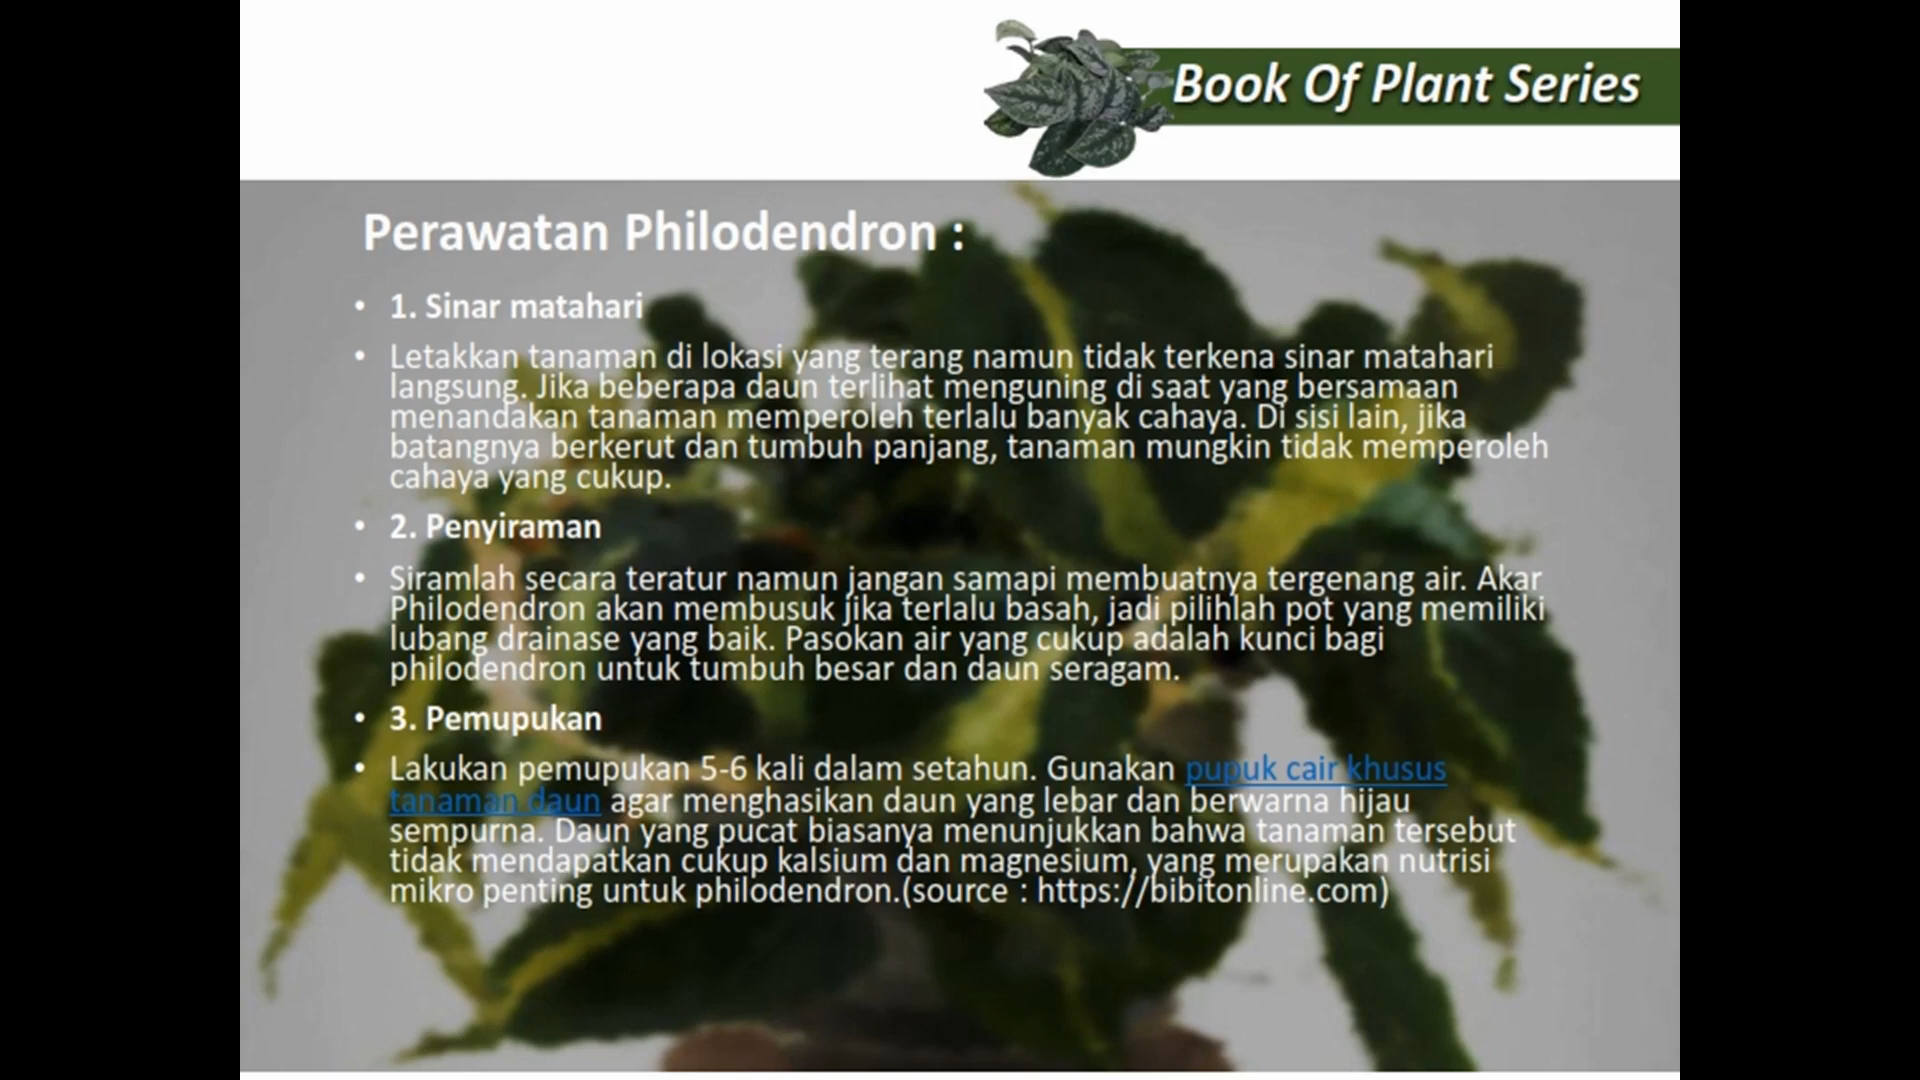 Book Of Plant Series
Perawatan Philodendron :
• 1. Sinar matahari
• Letakkan tanaman di lokasi yang terang namun tidak terkena sinar matahari
langsung. Jika beberapa daun terlihat menguning di saat yang bersamaan
menandakan tanaman memperoleh terlalu banyak cahaya. Di sisi lain, jika
batangnya berkerut dan tumbuh panjang, tanaman mungkin tidak memperoleh
cahaya yang cukup.
• 2. Penyiraman
• Siramlah secara teratur namun jangan samapi membuatnya tergenang air. Akar
Philodendron akan membusuk jika terlalu basah, jadi pilihlah pot yang memiliki
lubang drainase yang baik. Pasokan air yang cukup adalah kunci bagi
philodendron untuk tumbuh besar dan daun seragam.
• 3. Pemupukan
• Lakukan pemupukan 5-6 kali dalam setahun. Gunakan pupuk cair khusus
tanaman daun agar menghasikan daun yang lebar dan berwarna hijau
sempurna. Daun yang pucat biasanya menunjukkan bahwa tanaman tersebut
tidak mendapatkan cukup kalsium dan magnesium, yang merupakan nutrisi
mikro penting untuk philodendron.(source : https://bibitonline.com)